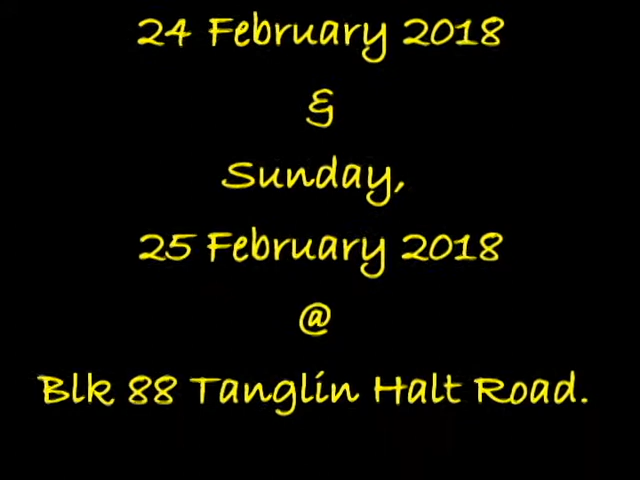 24 February 2018
&
Sunday,
25 February 2018
@
Blk 88 Tanglin Halt Road.